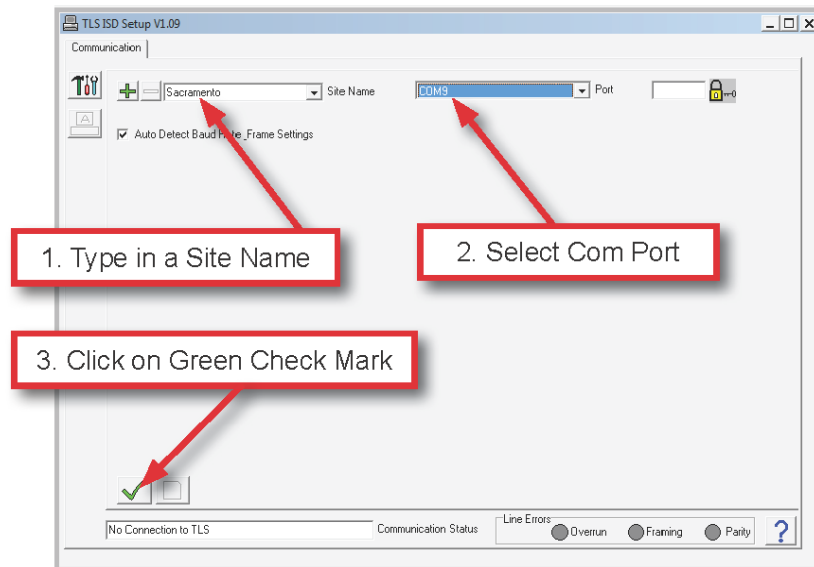 TLS ISD Setup V1.09
Communication
Sacramento Site Name COM9 Port
Auto Detect Baud Rate_Frame Settings
1. Type in a Site Name
2. Select Com Port
3. Click on Green Check Mark
No Connection to TLS Communication Status Line Errors Overrun Framing Parity ?